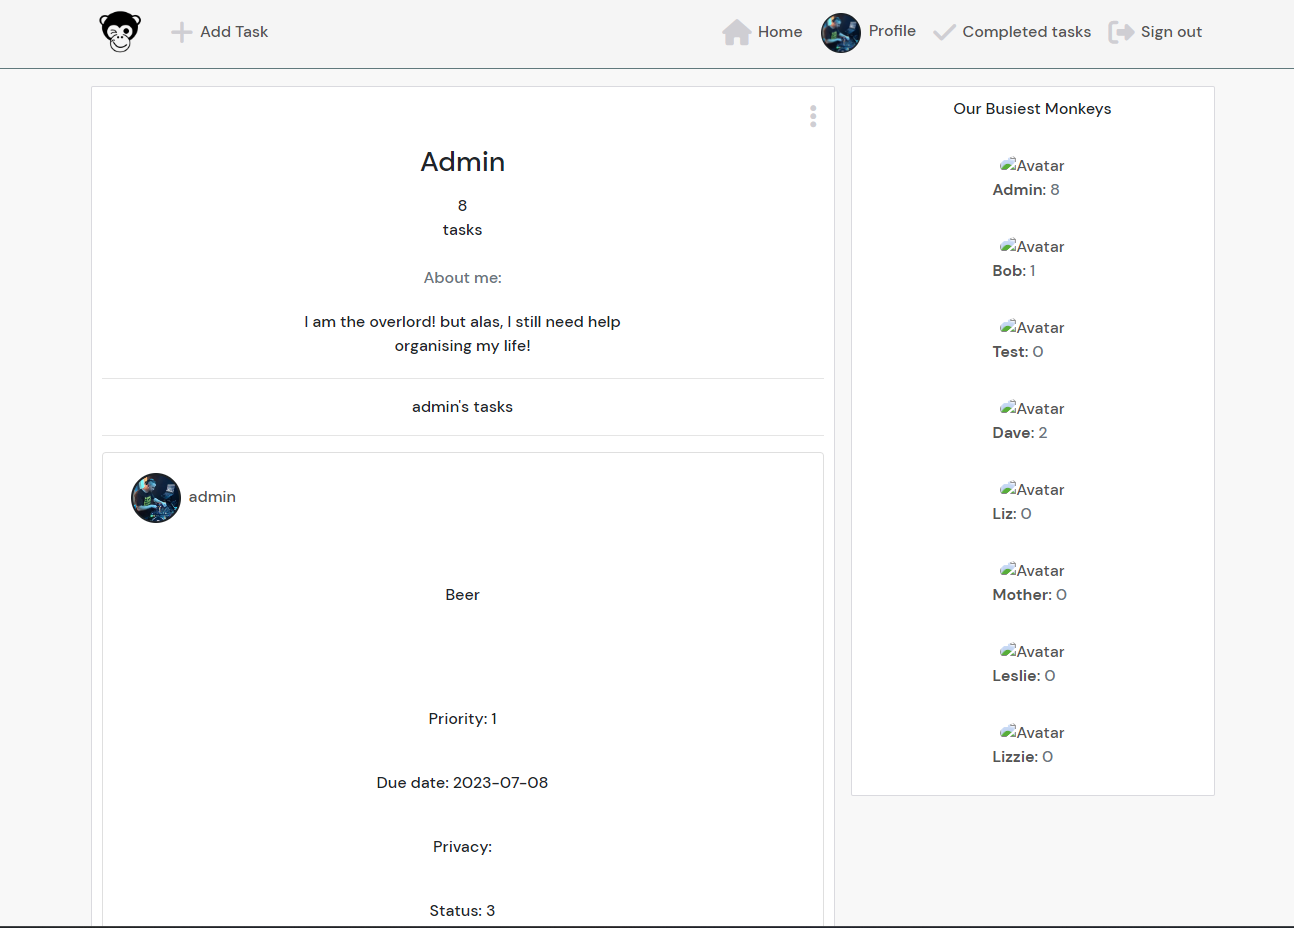 Add Task
Home
Profile
Completed tasks
Sign out
Admin
8
tasks
About me:
I am the overlord! but alas, I still need help
organising my life!
admin's tasks
admin
Beer
Priority: 1
Due date: 2023-07-08
Privacy:
Status: 3
Our Busiest Monkeys
Avatar
Admin: 8
Avatar
Bob: 1
Avatar
Test: 0
Avatar
Dave: 2
Avatar
Liz: 0
Avatar
Mother: 0
Avatar
Leslie: 0
Avatar
Lizzie: 0